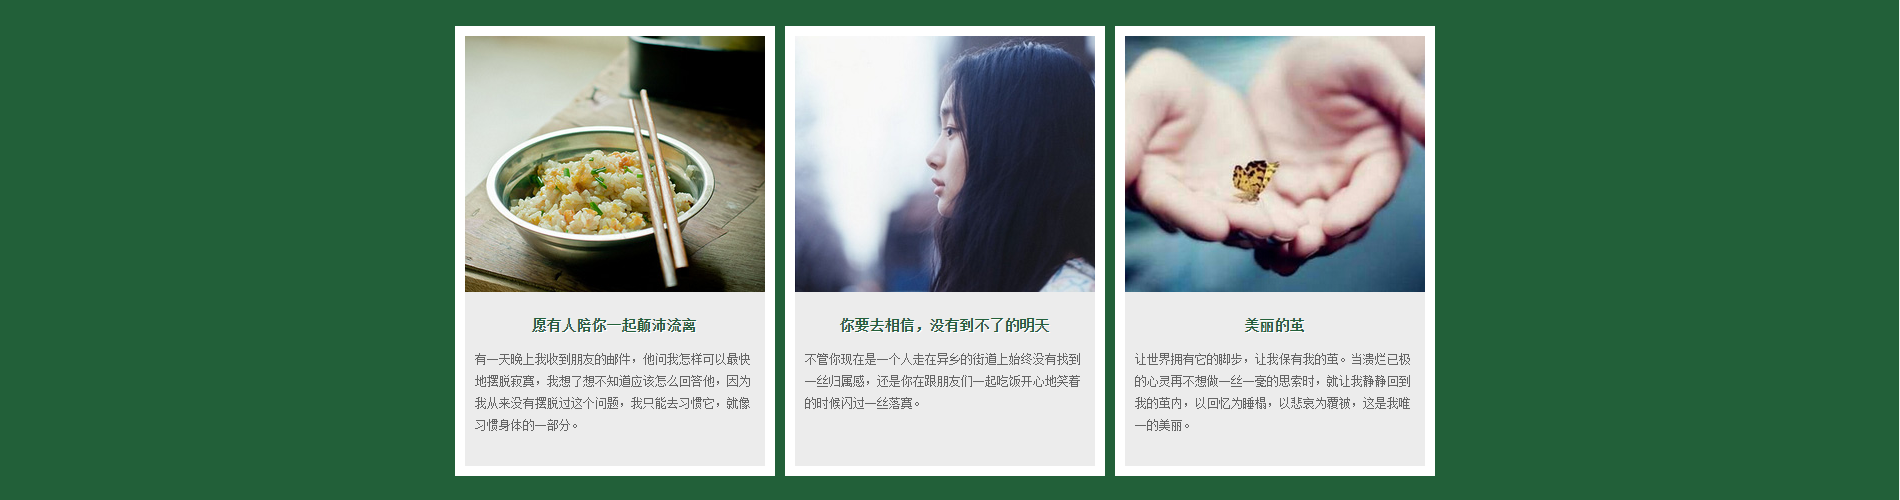 愿有人陪你一起颠沛流离
有一天晚上我收到朋友的邮件，他问我怎样可以最快
地摆脱寂寞，我想了想不知道应该怎么回答他，因为
我从来没有摆脱过这个问题，我只能去习惯它，就像
习惯身体的一部分。
你要去相信，没有到不了的明天
不管你现在是一个人走在异乡的街道上始终没有找到
一丝归属感，还是你在跟朋友们一起吃饭开心地笑着
的时候闪过一丝落寞。
美丽的茧
让世界拥有它的脚步，让我保有我的茧。当溃烂已极
的心灵再不想做一丝一毫的思索时，就让我静静回到
我的茧内，以回忆为睡榻，以悲哀为覆被，这是我唯
一的美丽。